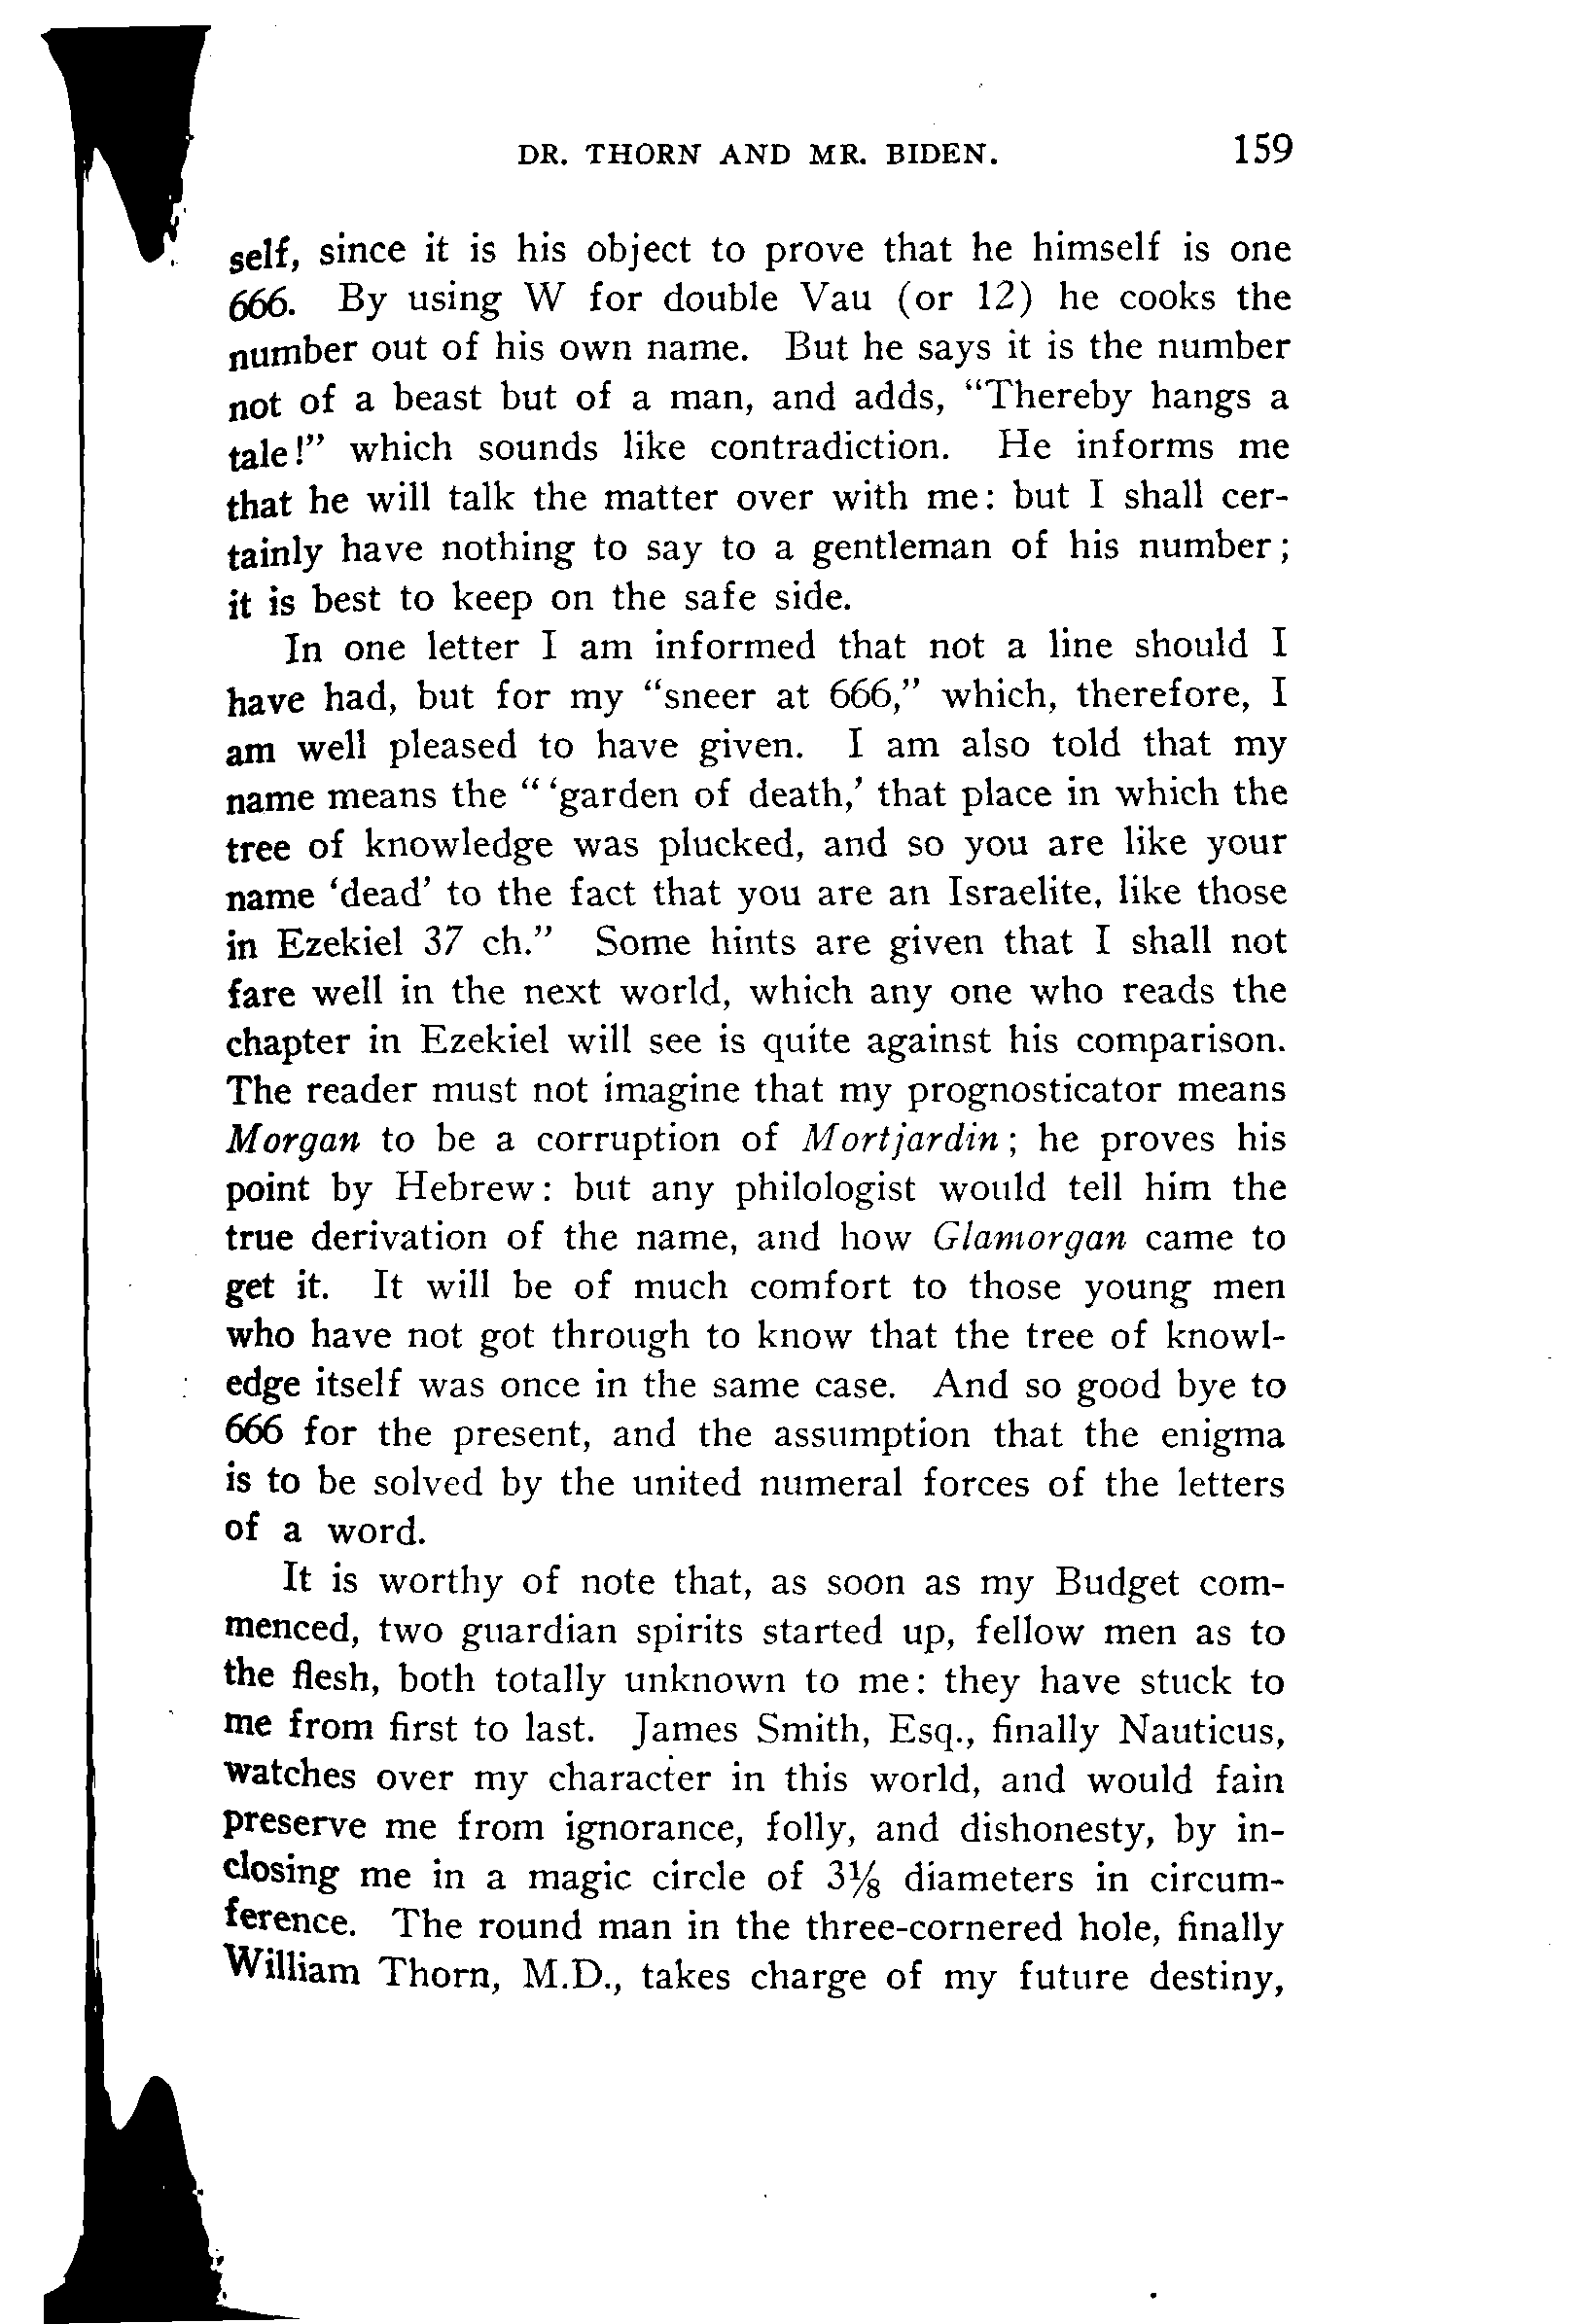 DR. THORN AND MR. BIDEN. 159
self, since it is his object to prove that he himself is one
666. By using W for double Vau (or 12) he cooks the
number out of his own name. But he says it is the number
not of a beast but of a man, and adds, “Thereby hangs a
tale!” which sounds like contradiction. He informs me
that he will talk the matter over with me: but I shall cer-
tainly have nothing to say to a gentleman of his number;
it is best to keep on the safe side.
In one letter I am informed that not a line should I
have had, but for my “sneer at 666,” which, therefore, I
am well pleased to have given. I am also told that my
name means the “ ‘garden of death,’ that place in which the
tree of knowledge was plucked, and so you are like your
name ‘dead’ to the fact that you are an Israelite, like those
in Ezekiel 37 ch.” Some hints are given that I shall not
fare well in the next world, which any one who reads the
chapter in Ezekiel will see is quite against his comparison.
The reader must not imagine that my prognosticator means
Morgan to be a corruption of Mortjardin; he proves his
point by Hebrew: but any philologist would tell him the
true derivation of the name, and how Glamorgan came to
get it. It will be of much comfort to those young men
who have not got through to know that the tree of knowl-
edge itself was once in the same case. And so good bye to
666 for the present, and the assumption that the enigma
is to be solved by the united numeral forces of the letters
of a word.
It is worthy of note that, as soon as my Budget com-
menced, two guardian spirits started up, fellow men as to
the flesh, both totally unknown to me: they have stuck to
me from first to last. James Smith, Esq., finally Nauticus,
watches over my character in this world, and would fain
preserve me from ignorance, folly, and dishonesty, by in-
closing me in a magic circle of 3⅛ diameters in circum-
ference. The round man in the three-cornered hole, finally
William Thorn, M.D., takes charge of my future destiny,